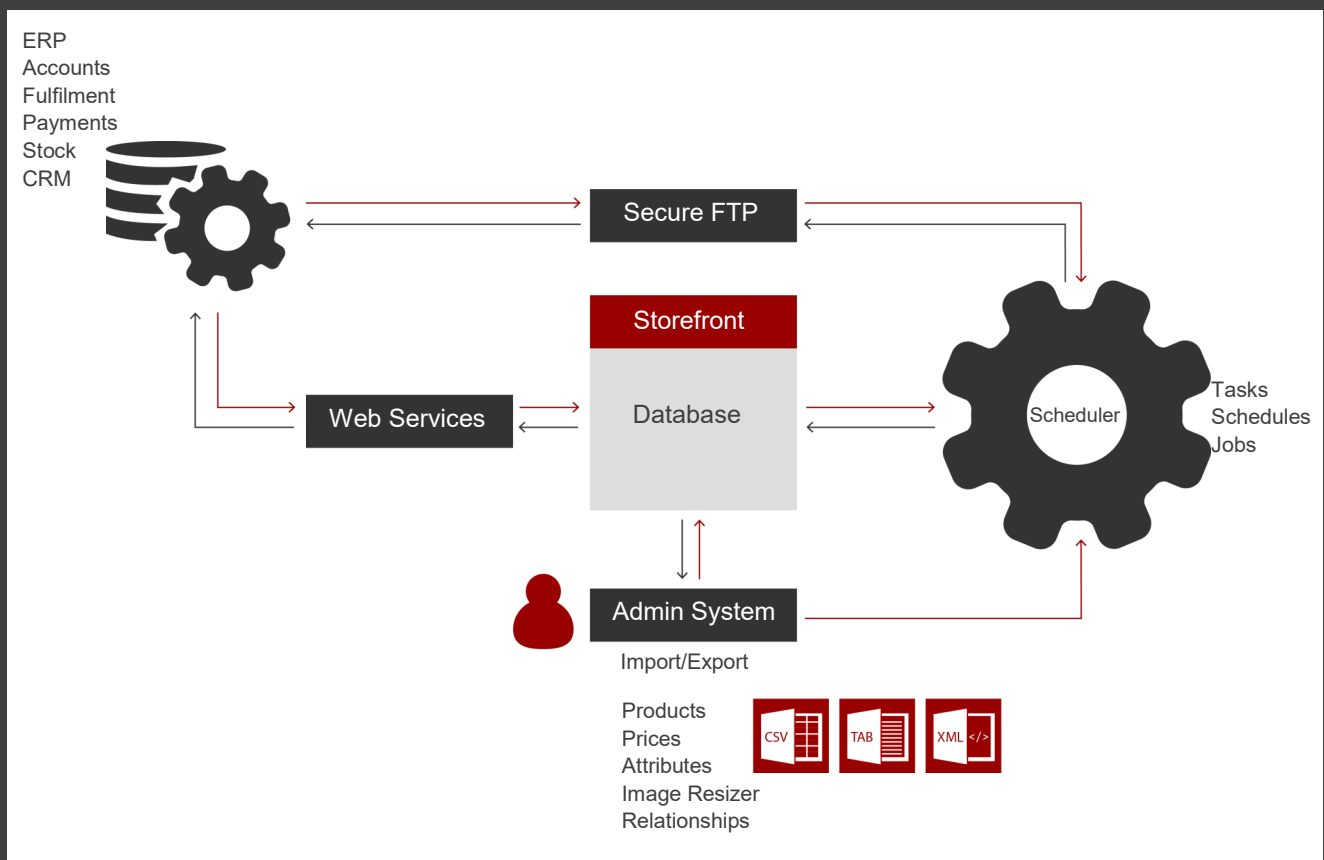 ERP
Accounts
Fulfilment
Payments
Stock
CRM
Secure FTP
Storefront
Database
Web Services
Scheduler
Tasks
Schedules
Jobs
Admin System
Import/Export
Products
Prices
Attributes
Image Resizer
Relationships
CSV
TAB
XML </>